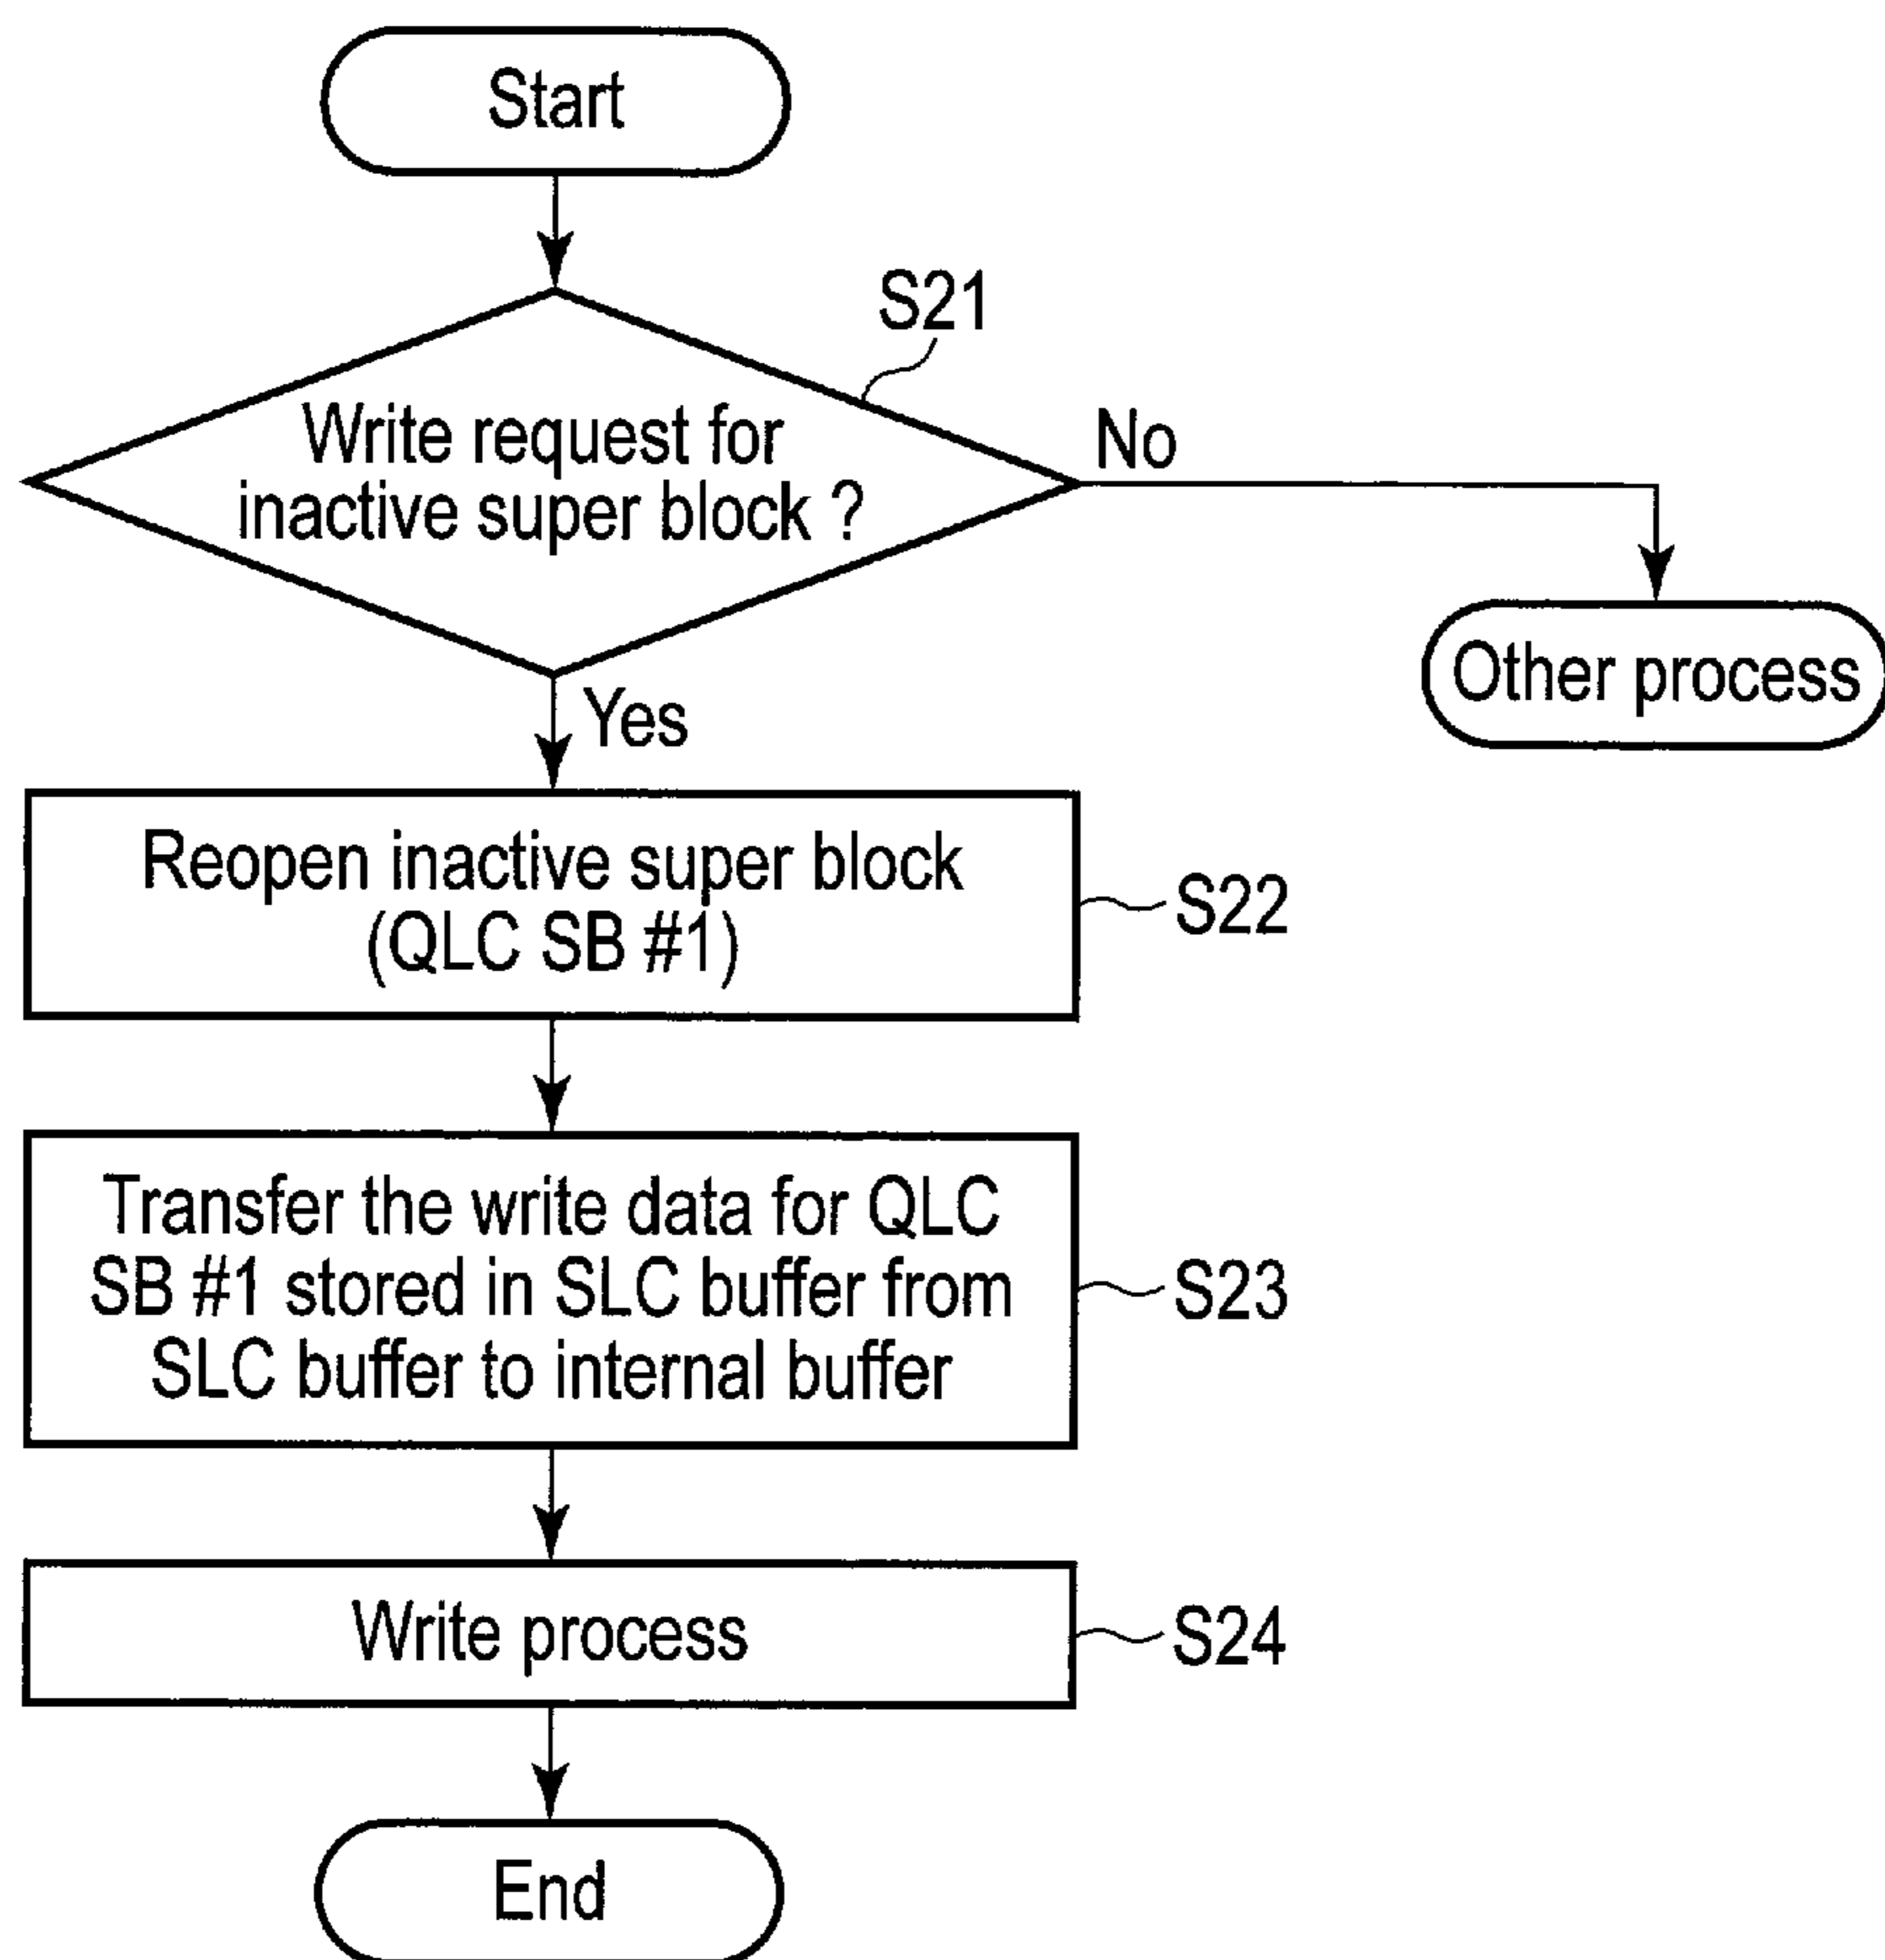 Start
S21
Write request for
inactive super block ?
No
Other process
Yes
Reopen inactive super block
(QLC SB #1)
S22
Transfer the write data for QLC
SB #1 stored in SLC buffer from
SLC buffer to internal buffer
S23
Write process
S24
End